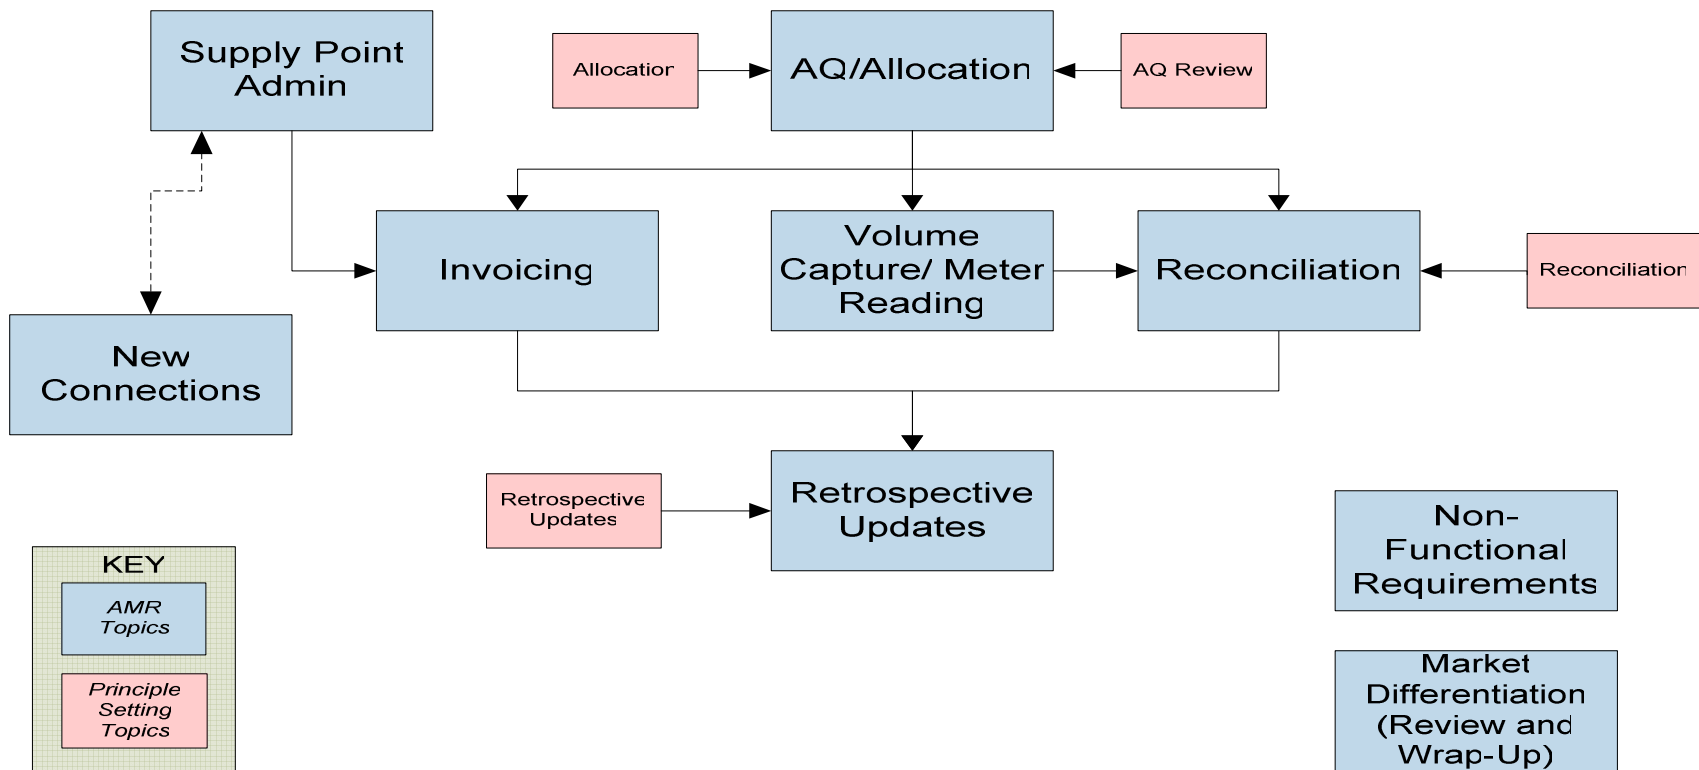 Supply Point
Admin
Allocation
AQ/Allocation
AQ Review
Invoicing
Volume
Capture/ Meter
Reading
Reconciliation
Reconciliation
New
Connections
Retrospective
Updates
Retrospective
Updates
Non-
Functional
Requirements
KEY
AMR
Topics
Principle
Setting
Topics
Market
Differentiation
(Review and
Wrap-Up)